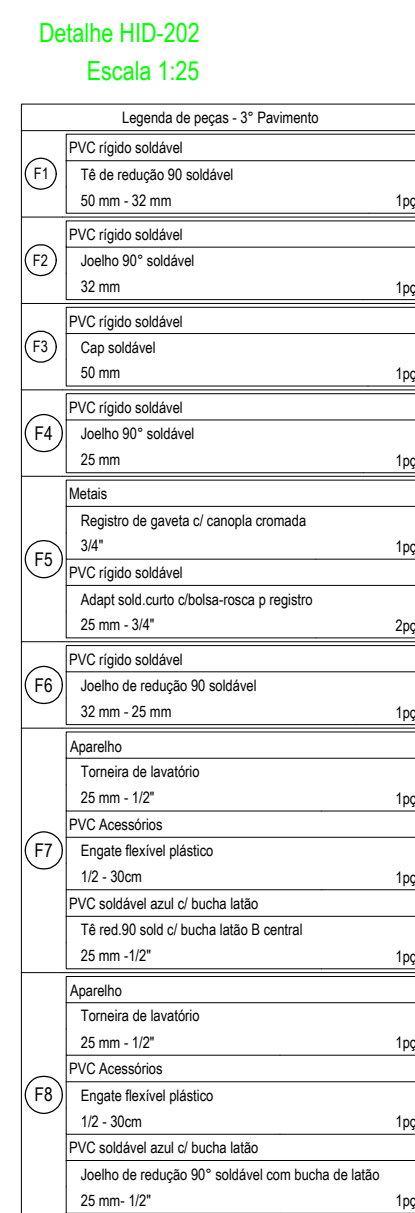 Detalhe HID-202
Escala 1:25
Legenda de peças - 3° Pavimento
F1
PVC rígido soldável
Tê de redução 90 soldável
50 mm - 32 mm 1pç
F2
PVC rígido soldável
Joelho 90° soldável
32 mm 1pç
F3
PVC rígido soldável
Cap soldável
50 mm 1pç
F4
PVC rígido soldável
Joelho 90° soldável
25 mm 1pç
F5
Metais
Registro de gaveta c/ canopla cromada
3/4" 1pç
PVC rígido soldável
Adapt sold.curto c/bolsa-rosca p registro
25 mm - 3/4" 2pç
F6
PVC rígido soldável
Joelho de redução 90 soldável
32 mm - 25 mm 1pç
F7
Aparelho
Torneira de lavatório
25 mm - 1/2" 1pç
PVC Acessórios
Engate flexível plástico
1/2 - 30cm 1pç
PVC soldável azul c/ bucha latão
Tê red.90 sold c/ bucha latão B central
25 mm -1/2" 1pç
F8
Aparelho
Torneira de lavatório
25 mm - 1/2" 1pç
PVC Acessórios
Engate flexível plástico
1/2 - 30cm 1pç
PVC soldável azul c/ bucha latão
Joelho de redução 90° soldável com bucha de latão
25 mm- 1/2" 1pç